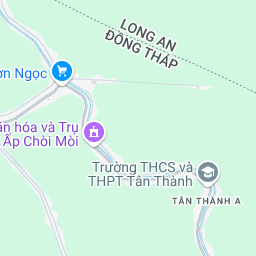 LONG AN
ĐỒNG THÁP
ơn Ngọc
ăn hóa và Trụ
Ấp Chòi Mòi
Trường THCS và
THPT Tân Thành
TÂN THÀNH A